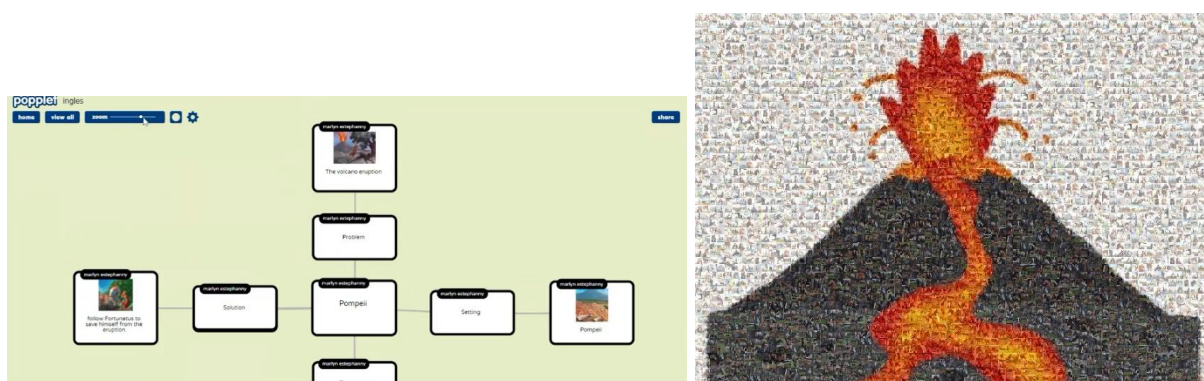 popplet ingles
home view all zoom share
marlyn estephanny
The volcano eruption
marlyn estephanny
Problem
marlyn estephanny
follow Fortunetus to
save himself from the
eruption.
marlyn estephanny
Solution
marlyn estephanny
Pompeii
marlyn estephanny
Setting
marlyn estephanny
Pompeii
marlyn estephanny